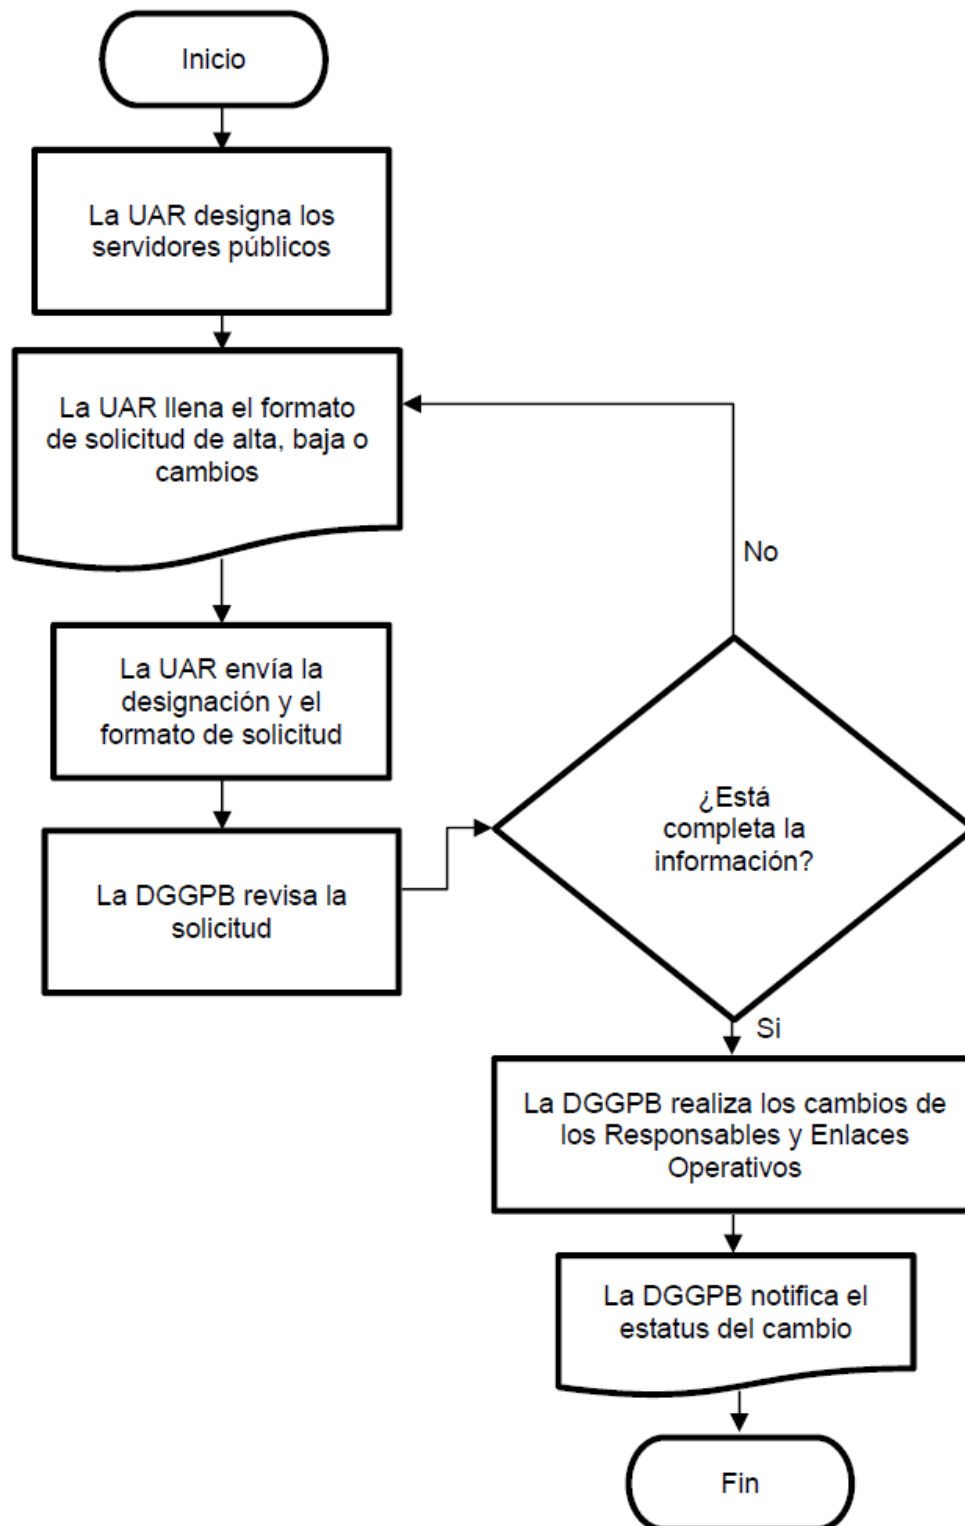 Inicio
La UAR designa los
servidores públicos
La UAR llena el formato
de solicitud de alta, baja o
cambios
No
La UAR envía la
designación y el
formato de solicitud
¿Está
completa la
información?
La DGGPB revisa la
solicitud
Si
La DGGPB realiza los cambios de
los Responsables y Enlaces
Operativos
La DGGPB notifica el
estatus del cambio
Fin